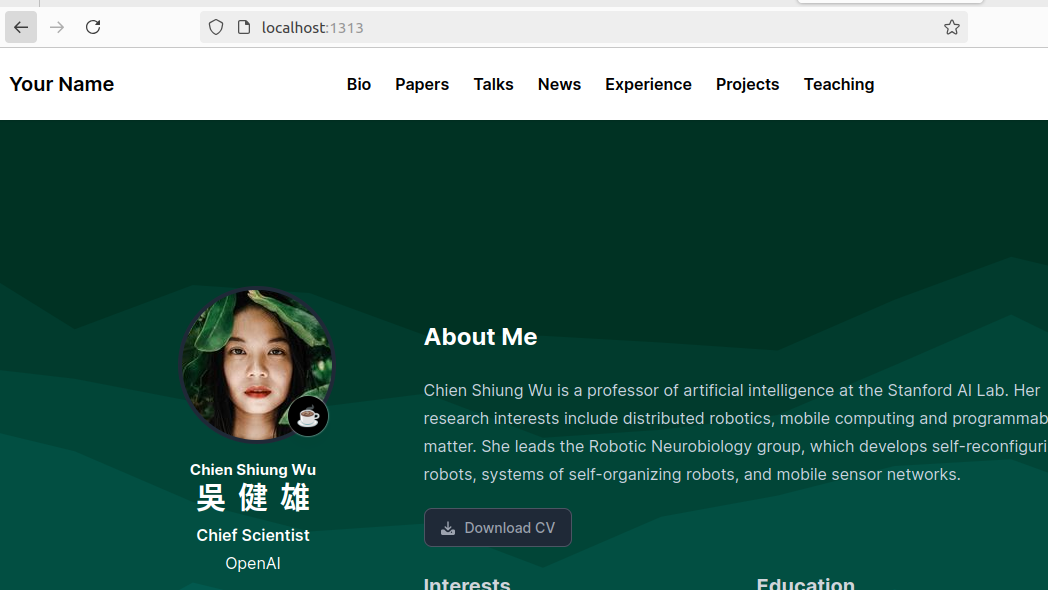 localhost:1313
Your Name Bio Papers Talks News Experience Projects Teaching
Chien Shiung Wu
吳健雄
Chief Scientist
OpenAI
About Me
Chien Shiung Wu is a professor of artificial intelligence at the Stanford AI Lab. Her
research interests include distributed robotics, mobile computing and programmab
matter. She leads the Robotic Neurobiology group, which develops self-reconfiguri
robots, systems of self-organizing robots, and mobile sensor networks.
Download CV
Interests Education